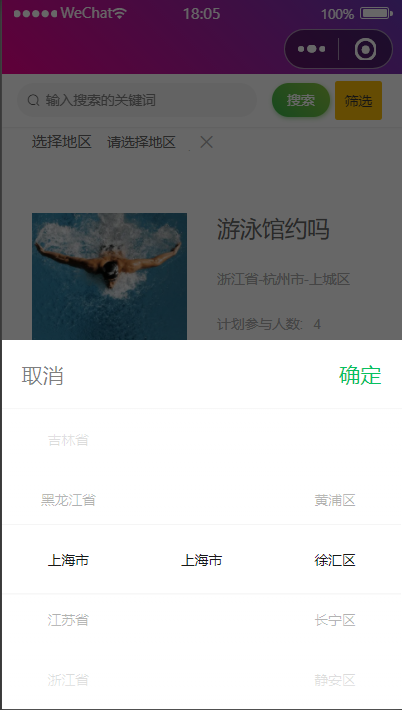 WeChat 18:05 100%
输入搜索的关键词 搜索 筛选
选择地区 请选择地区
游泳馆约吗
浙江省-杭州市-上城区
计划参与人数: 4
取消 确定
吉林省
黑龙江省 黄浦区
上海市 上海市 徐汇区
江苏省 长宁区
浙江省 静安区